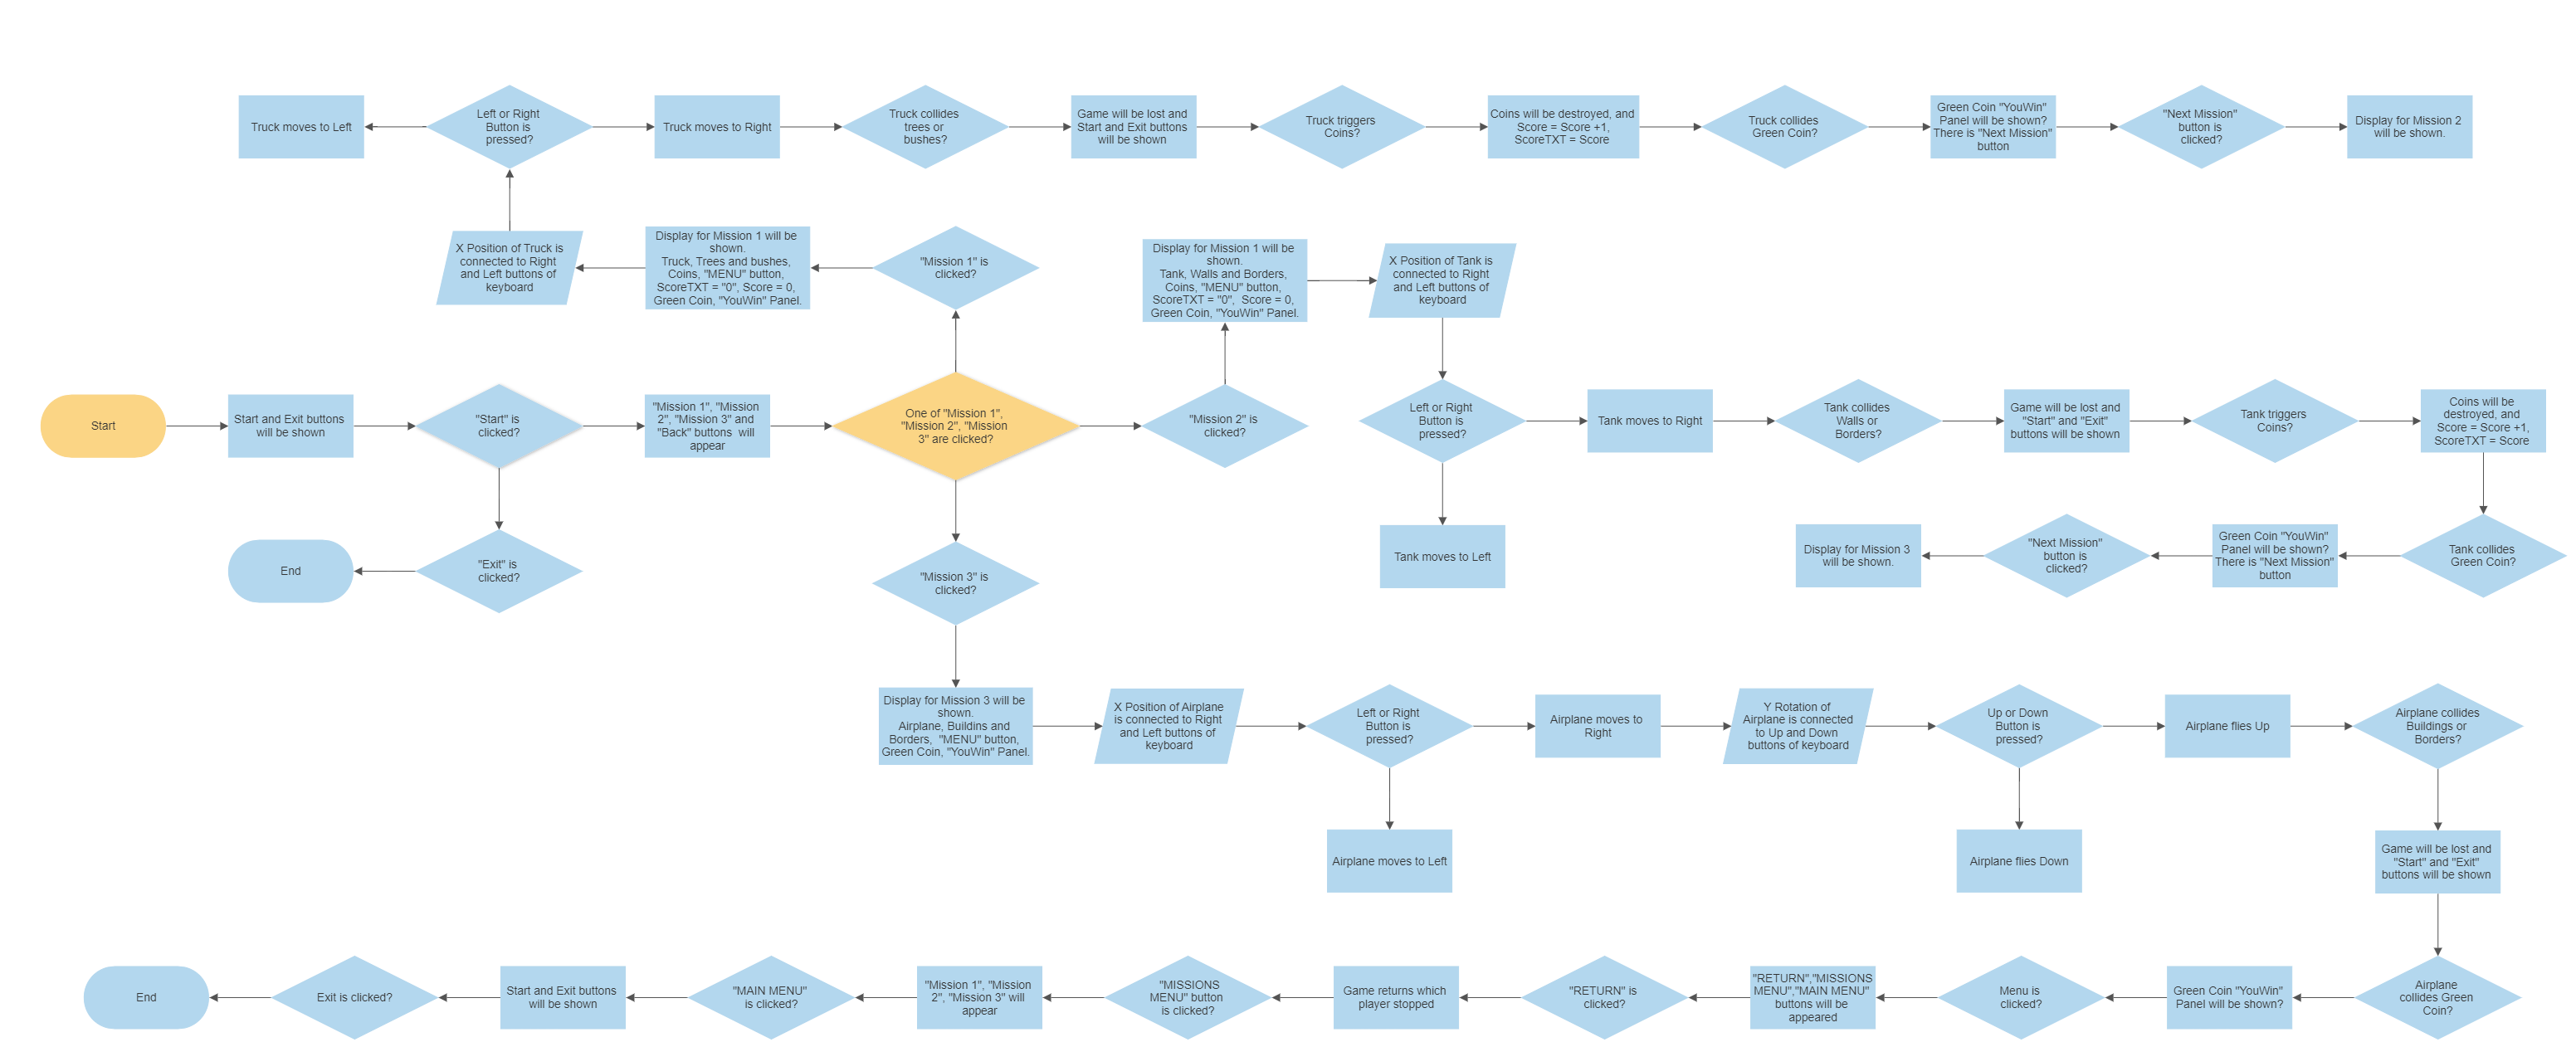 Truck moves to Left
Left or Right
Button is
pressed?
Truck moves to Right
Truck collides
trees or
bushes?
Game will be lost and
Start and Exit buttons
will be shown
Truck triggers
Coins?
Coins will be destroyed, and
Score = Score +1,
ScoreTXT = Score
Truck collides
Green Coin?
Green Coin "YouWin"
Panel will be shown?
There is "Next Mission"
button
"Next Mission"
button is
clicked?
Display for Mission 2
will be shown.
X Position of Truck is
connected to Right
and Left buttons of
keyboard
Display for Mission 1 will be
shown.
Truck, Trees and bushes,
Coins, "MENU" button,
ScoreTXT = "0", Score = 0,
Green Coin, "YouWin" Panel.
"Mission 1" is
clicked?
Display for Mission 1 will be
shown.
Tank, Walls and Borders,
Coins, "MENU" button,
ScoreTXT = "0", Score = 0,
Green Coin, "YouWin" Panel.
X Position of Tank is
connected to Right
and Left buttons of
keyboard
Start
Start and Exit buttons
will be shown
"Start" is
clicked?
"Mission 1", "Mission
2", "Mission 3" and
"Back" buttons will
appear
One of "Mission 1",
"Mission 2", "Mission
3" are clicked?
"Mission 2" is
clicked?
Left or Right
Button is
pressed?
Tank moves to Right
Tank collides
Walls or
Borders?
Game will be lost and
"Start" and "Exit"
buttons will be shown
Tank triggers
Coins?
Coins will be
destroyed, and
Score = Score +1,
ScoreTXT = Score
End
"Exit" is
clicked?
"Mission 3" is
clicked?
Tank moves to Left
Display for Mission 3
will be shown.
"Next Mission"
button is
clicked?
Green Coin "YouWin"
Panel will be shown?
There is "Next Mission"
button
Tank collides
Green Coin?
Display for Mission 3 will be
shown.
Airplane, Buildins and
Borders, "MENU" button,
Green Coin, "YouWin" Panel.
X Position of Airplane
is connected to Right
and Left buttons of
keyboard
Left or Right
Button is
pressed?
Airplane moves to
Right
Y Rotation of
Airplane is connected
to Up and Down
buttons of keyboard
Up or Down
Button is
pressed?
Airplane flies Up
Airplane collides
Buildings or
Borders?
Airplane moves to Left
Airplane flies Down
Game will be lost and
"Start" and "Exit"
buttons will be shown
End
Exit is clicked?
Start and Exit buttons
will be shown
"MAIN MENU"
is clicked?
"Mission 1", "Mission
2", "Mission 3" will
appear
"MISSIONS
MENU" button
is clicked?
Game returns which
player stopped
"RETURN" is
clicked?
"RETURN","MISSIONS
MENU","MAIN MENU"
buttons will be
appeared
Menu is
clicked?
Green Coin "YouWin"
Panel will be shown?
Airplane
collides Green
Coin?